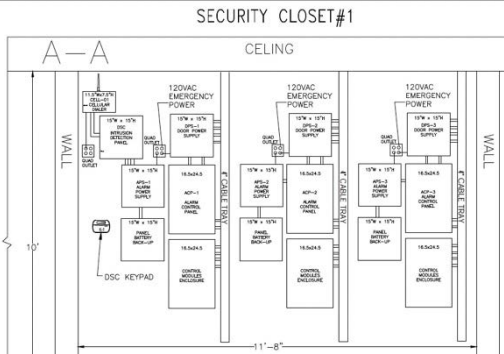 SECURITY CLOSET#1
A-A
CELING
11.5"Wx7.5"H
CELL-01
CELLULAR
DIALER
15"W x 15"H
DSC
INTRUSION
DETECTION
PANEL
QUAD
OUTLET
120VAC
EMERGENCY
POWER
QUAD
OUTLET
15"W x 15"H
DPS-1
DOOR POWER
SUPPLY
15"W x 15"H
APS-1
ALARM
POWER
SUPPLY
16.5x24.5
ACP-1
ALARM
CONTROL
PANEL
15"W x 15"H
PANEL
BATTERY
BACK-UP
16.5x24.5
CONTROL
MODULES
ENCLOSURE
DSC KEYPAD
4" CABLE TRAY
120VAC
EMERGENCY
POWER
QUAD
OUTLET
15"W x 15"H
DPS-2
DOOR POWER
SUPPLY
15"W x 15"H
APS-2
ALARM
POWER
SUPPLY
16.5x24.5
ACP-2
ALARM
CONTROL
PANEL
15"W x 15"H
PANEL
BATTERY
BACK-UP
16.5x24.5
CONTROL
MODULES
ENCLOSURE
4" CABLE TRAY
120VAC
EMERGENCY
POWER
QUAD
OUTLET
15"W x 15"H
DPS-3
DOOR POWER
SUPPLY
15"W x 15"H
APS-3
ALARM
POWER
SUPPLY
16.5x24.5
ACP-3
ALARM
CONTROL
PANEL
15"W x 15"H
PANEL
BATTERY
BACK-UP
16.5x24.5
CONTROL
MODULES
ENCLOSURE
4" CABLE TRAY
WALL
WALL
10'
11'-8"